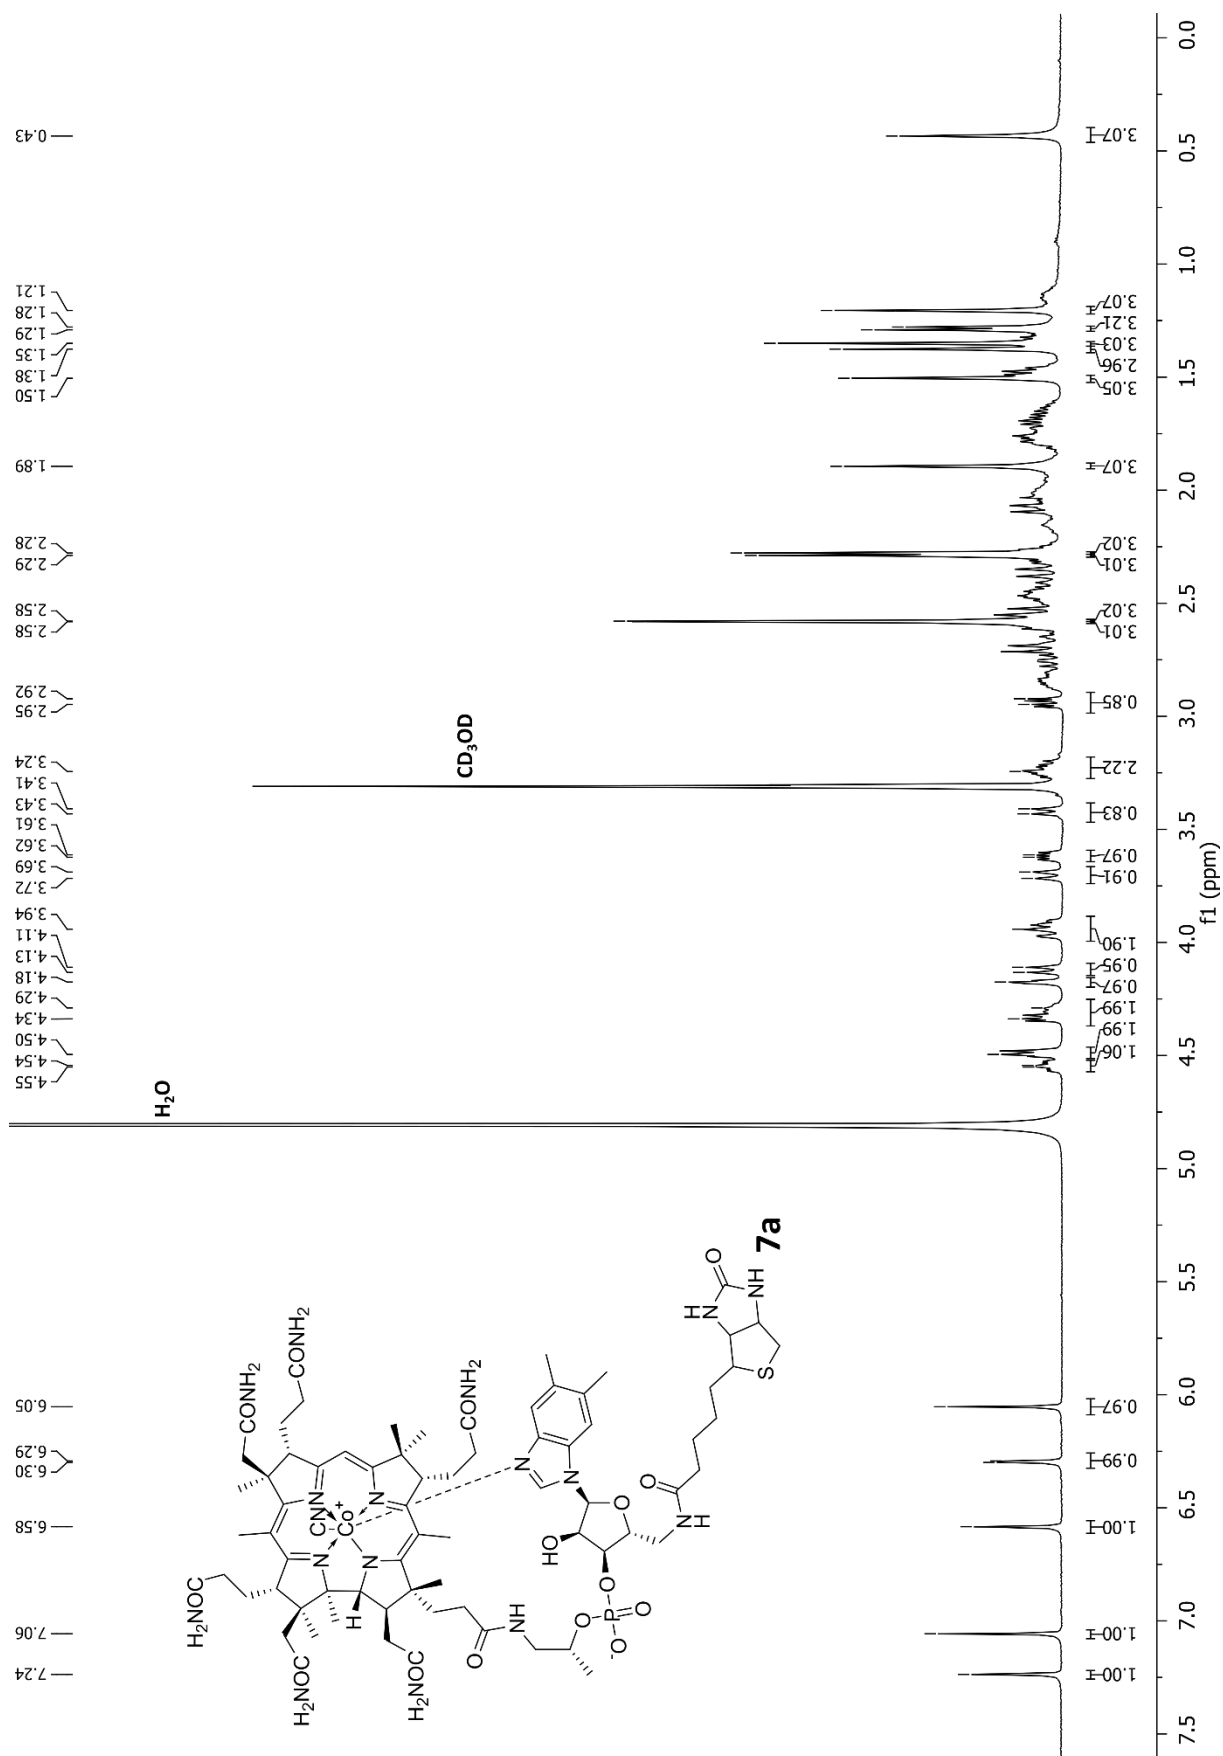 7.24
7.06
6.58
6.30
6.29
6.05
4.55
4.54
4.50
4.34
4.29
4.18
4.13
4.11
3.94
3.72
3.69
3.62
3.61
3.43
3.41
3.24
2.95
2.92
2.58
2.58
2.29
2.28
1.89
1.50
1.38
1.35
1.29
1.28
1.21
0.43
H₂O
CD₃OD
H₂NOC
H₂NOC
H₂NOC
CONH₂
CONH₂
CONH₂
CN
Co⁺
N
N
N
N
H
N
N
HO
O
O
NH
O
O
P
O
O⁻
O
N
H
O
HN
NH
S
7a
1.00
1.00
1.00
0.99
0.97
1.06
1.99
1.99
0.97
0.95
1.90
0.91
0.97
0.83
2.22
0.85
3.01
3.02
3.01
3.02
3.07
3.05
2.96
3.03
3.21
3.07
3.07
7.5
7.0
6.5
6.0
5.5
5.0
4.5
4.0
3.5
3.0
2.5
2.0
1.5
1.0
0.5
0.0
f1 (ppm)